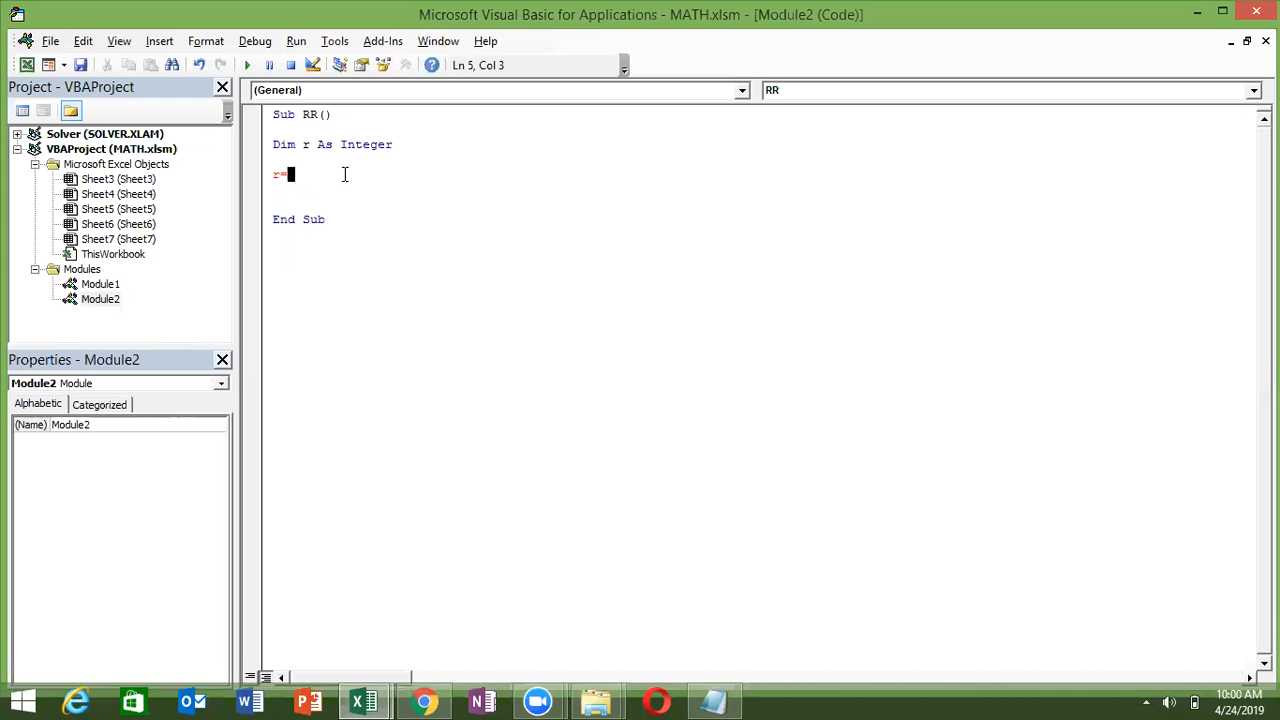 Microsoft Visual Basic for Applications - MATH.xlsm - [Module2 (Code)]
File Edit View Insert Format Debug Run Tools Add-Ins Window Help
Ln 5, Col 3
Project - VBAProject
(General)
RR
Solver (SOLVER.XLAM)
VBAProject (MATH.xlsm)
Microsoft Excel Objects
Sheet3 (Sheet3)
Sheet4 (Sheet4)
Sheet5 (Sheet5)
Sheet6 (Sheet6)
Sheet7 (Sheet7)
ThisWorkbook
Modules
Module1
Module2
Sub RR()
Dim r As Integer
r=
End Sub
Properties - Module2
Module2 Module
Alphabetic Categorized
(Name) Module2
10:00 AM
4/24/2019